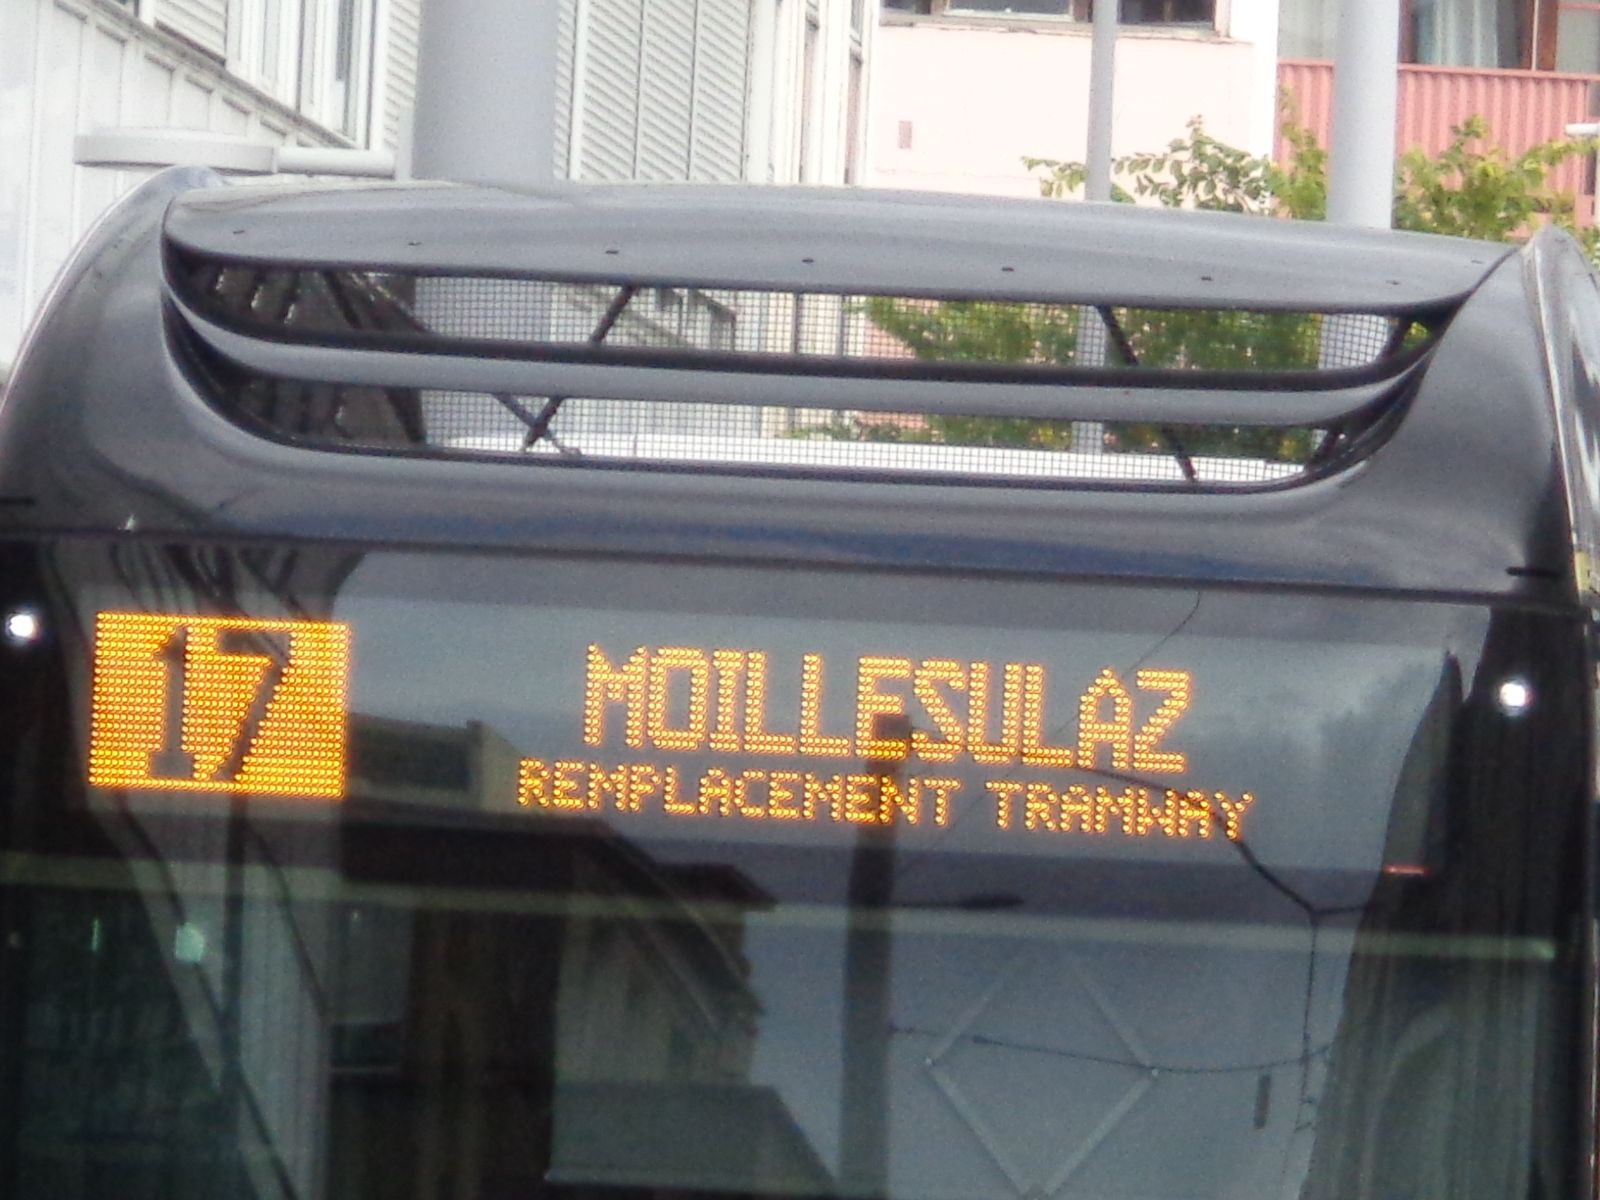 17
MOILLESULAZ
REMPLACEMENT TRAMWAY